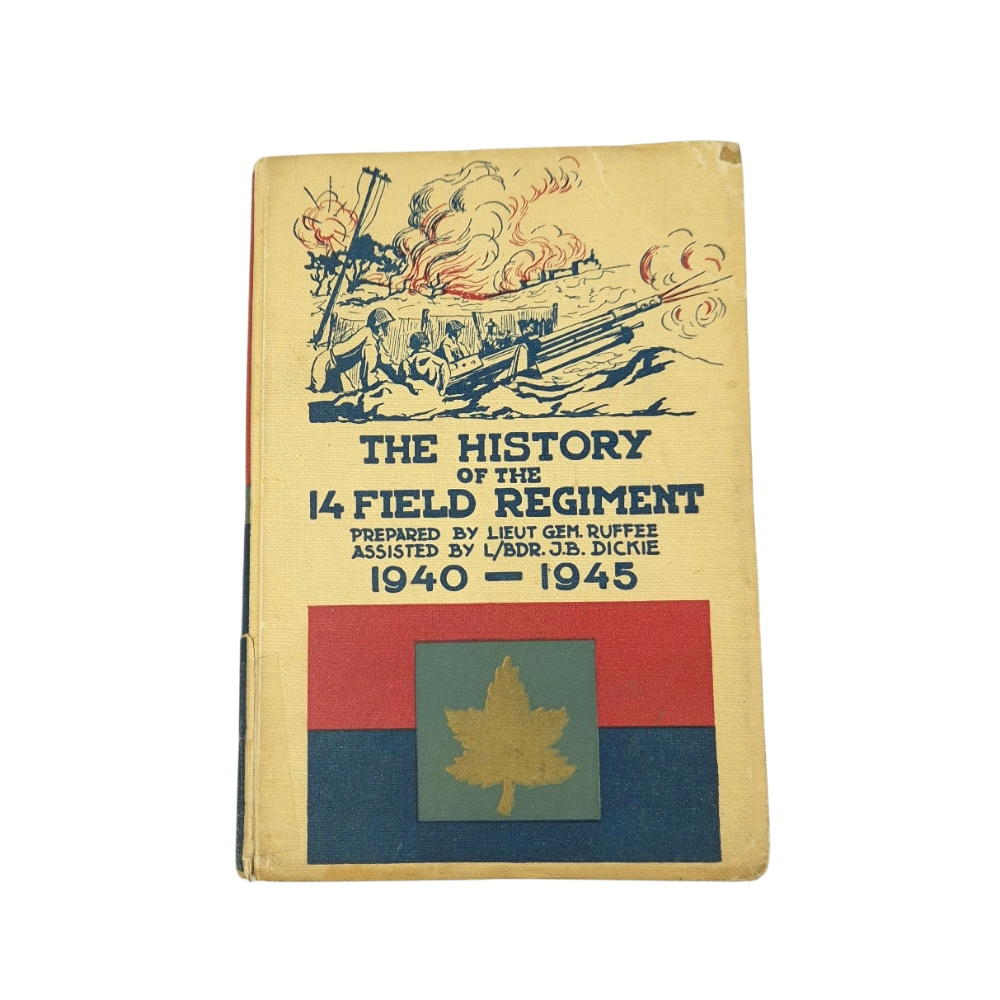 THE HISTORY
OF THE
14 FIELD REGIMENT
PREPARED BY LIEUT GEM. RUFFEE
ASSISTED BY L/BDR. J.B. DICKIE
1940 — 1945